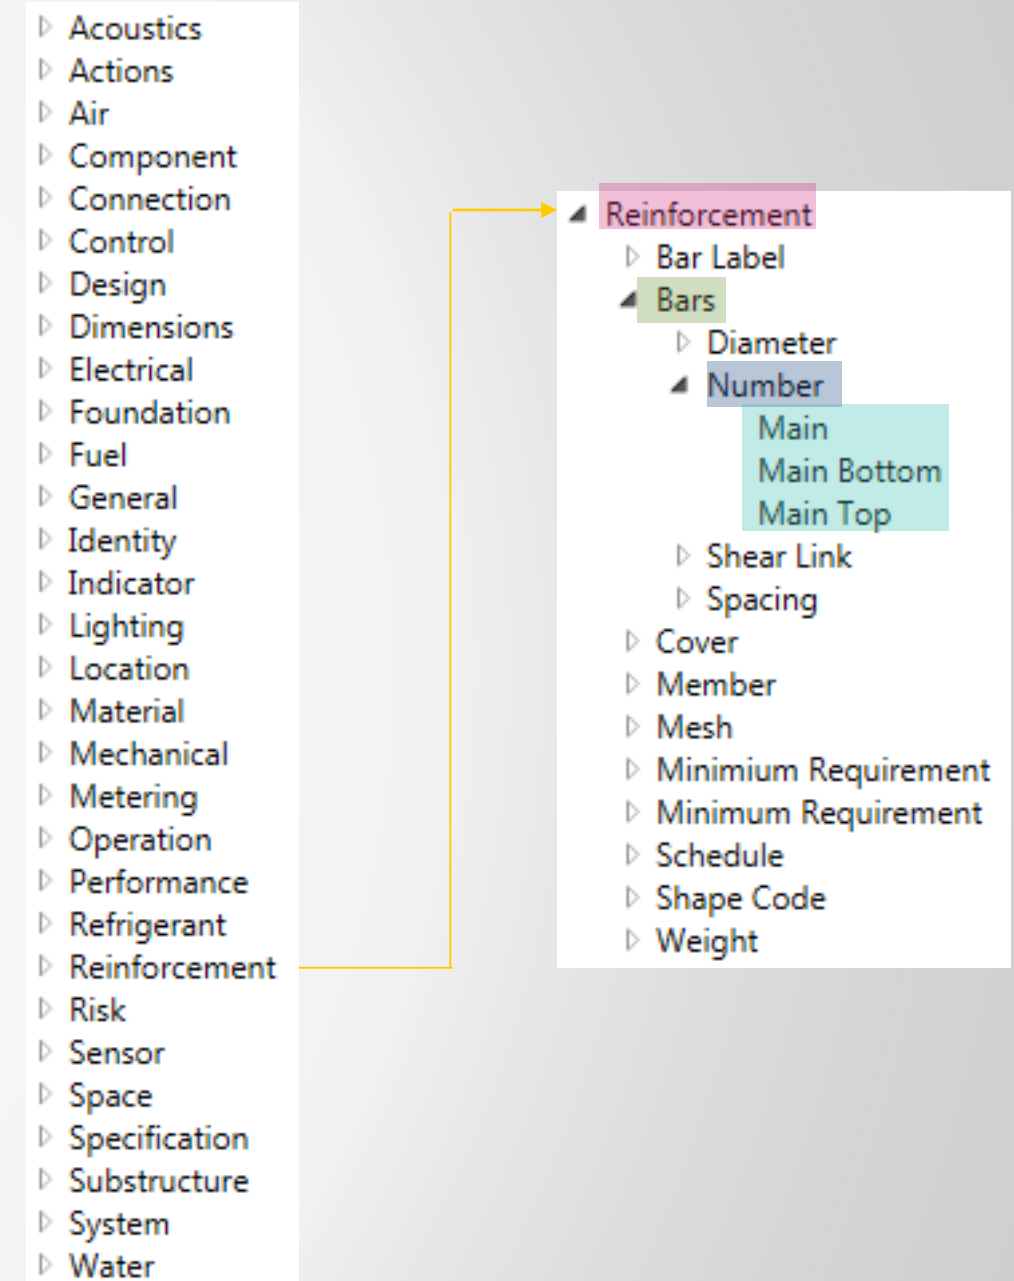 Acoustics
Actions
Air
Component
Connection
Control
Design
Dimensions
Electrical
Foundation
Fuel
General
Identity
Indicator
Lighting
Location
Material
Mechanical
Metering
Operation
Performance
Refrigerant
Reinforcement
Risk
Sensor
Space
Specification
Substructure
System
Water
Reinforcement
Bar Label
Bars
Diameter
Number
Main
Main Bottom
Main Top
Shear Link
Spacing
Cover
Member
Mesh
Minimium Requirement
Minimum Requirement
Schedule
Shape Code
Weight